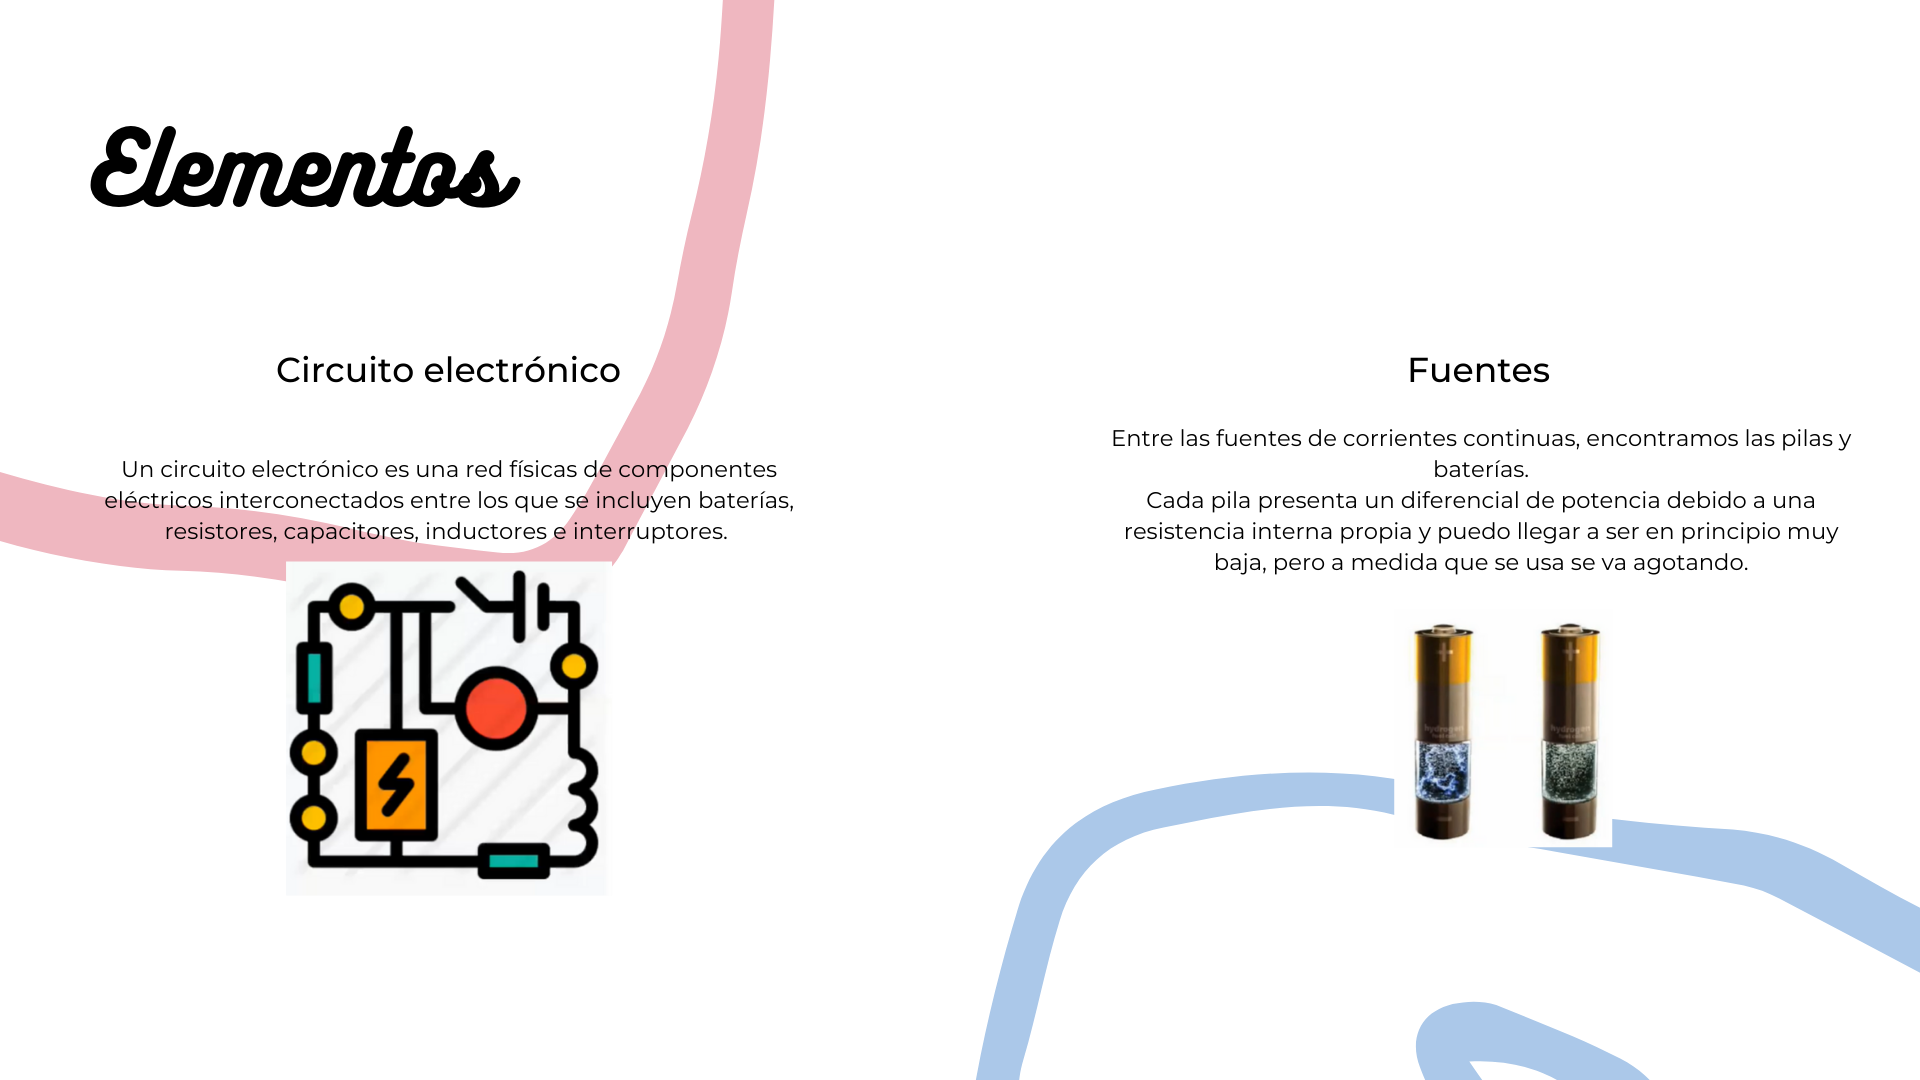 Elementos
Circuito electrónico
Un circuito electrónico es una red físicas de componentes
eléctricos interconectados entre los que se incluyen baterías,
resistores, capacitores, inductores e interruptores.
Fuentes
Entre las fuentes de corrientes continuas, encontramos las pilas y
baterías.
Cada pila presenta un diferencial de potencia debido a una
resistencia interna propia y puedo llegar a ser en principio muy
baja, pero a medida que se usa se va agotando.